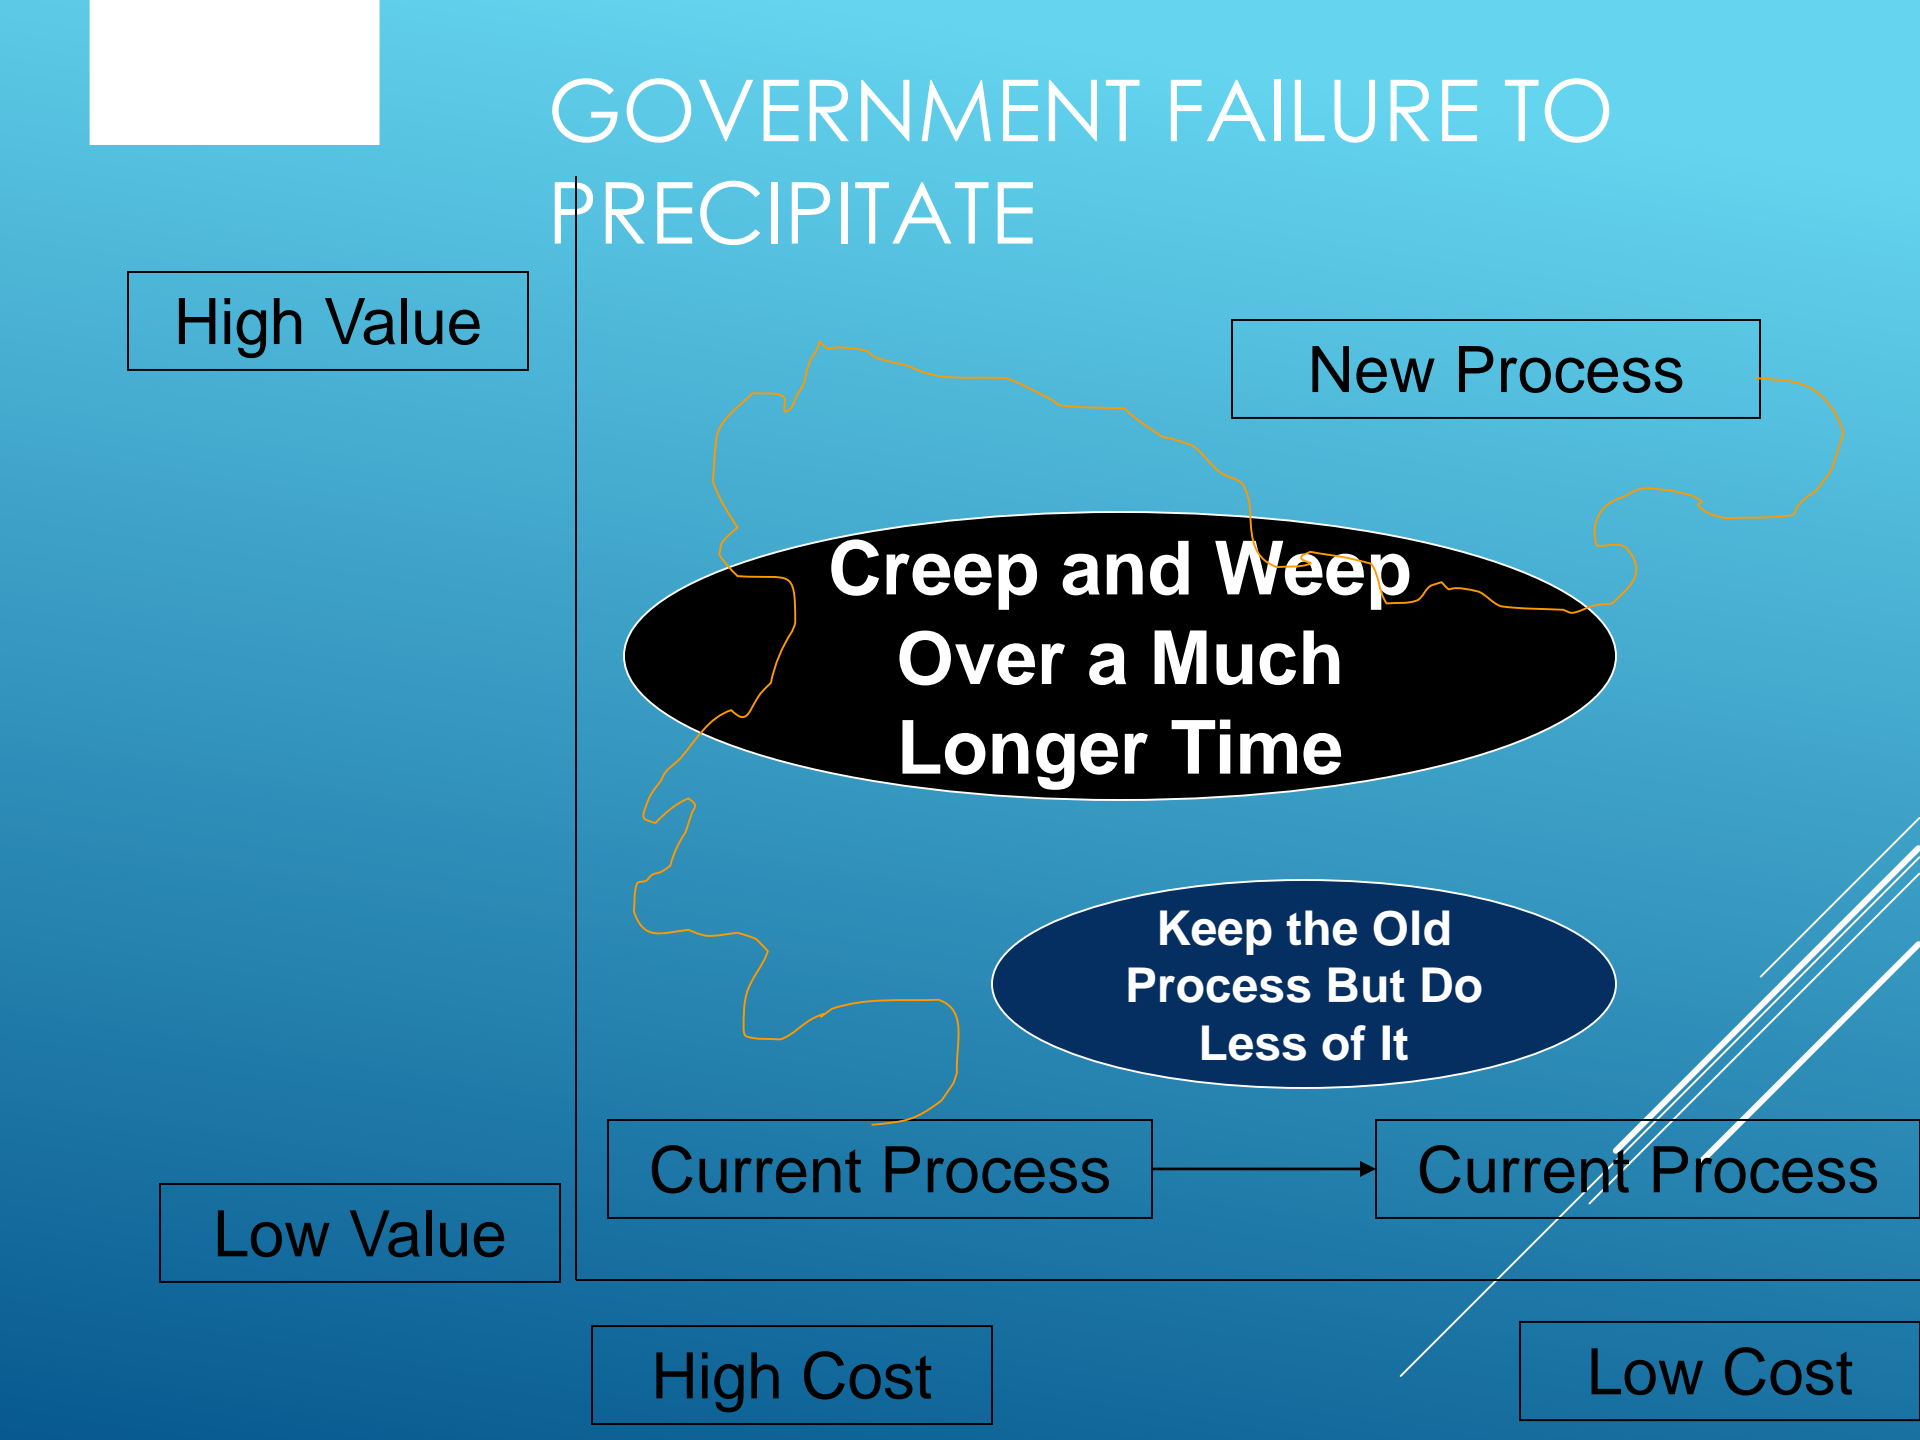 GOVERNMENT FAILURE TO
PRECIPITATE
High Value
New Process
Creep and Weep
Over a Much
Longer Time
Keep the Old
Process But Do
Less of It
Current Process
Current Process
Low Value
High Cost
Low Cost